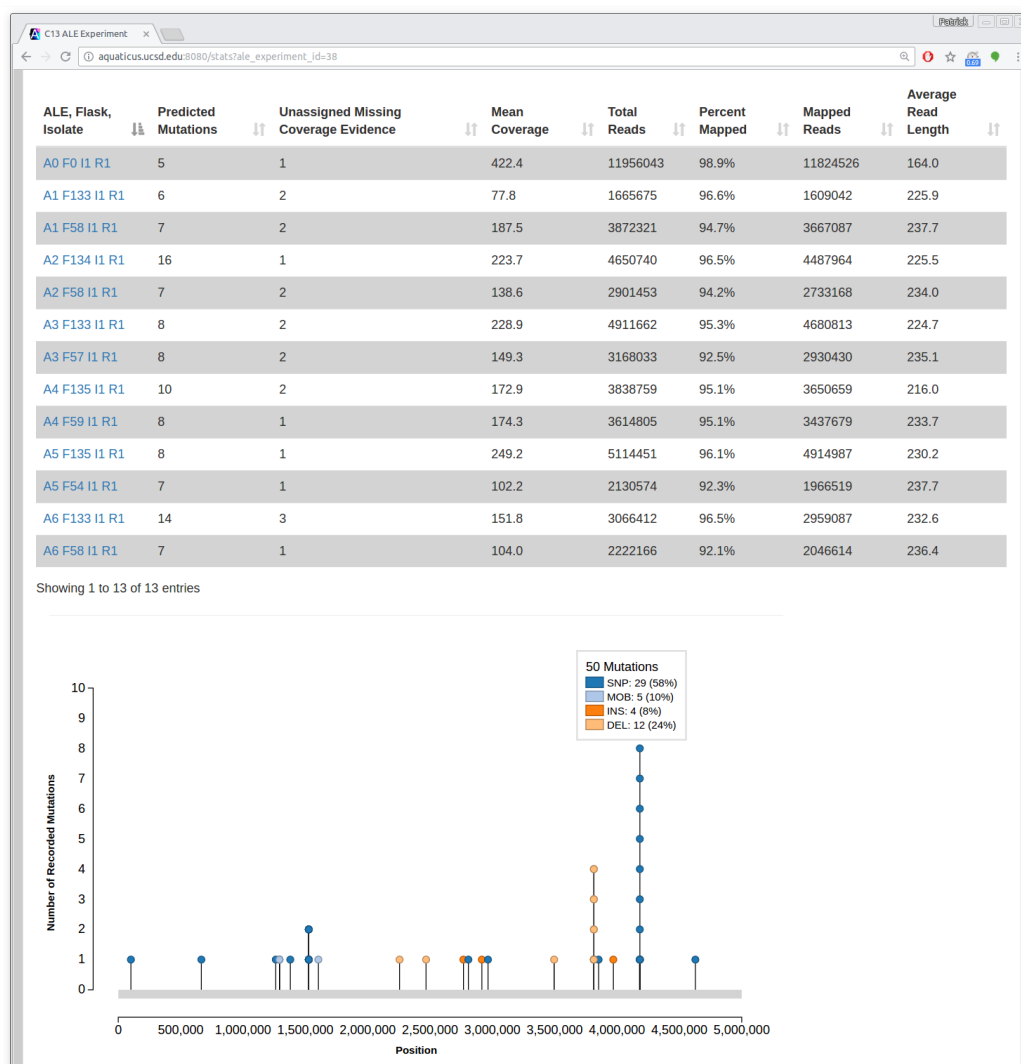 Patrick
C13 ALE Experiment
aquaticus.ucsd.edu:8080/stats?ale_experiment_id=38
0.69
ALE, Flask, Isolate Predicted Mutations Unassigned Missing Coverage Evidence Mean Coverage Total Reads Percent Mapped Mapped Reads Average Read Length
A0 F0 I1 R1 5 1 422.4 11956043 98.9% 11824526 164.0
A1 F133 I1 R1 6 2 77.8 1665675 96.6% 1609042 225.9
A1 F58 I1 R1 7 2 187.5 3872321 94.7% 3667087 237.7
A2 F134 I1 R1 16 1 223.7 4650740 96.5% 4487964 225.5
A2 F58 I1 R1 7 2 138.6 2901453 94.2% 2733168 234.0
A3 F133 I1 R1 8 2 228.9 4911662 95.3% 4680813 224.7
A3 F57 I1 R1 8 2 149.3 3168033 92.5% 2930430 235.1
A4 F135 I1 R1 10 2 172.9 3838759 95.1% 3650659 216.0
A4 F59 I1 R1 8 1 174.3 3614805 95.1% 3437679 233.7
A5 F135 I1 R1 8 1 249.2 5114451 96.1% 4914987 230.2
A5 F54 I1 R1 7 1 102.2 2130574 92.3% 1966519 237.7
A6 F133 I1 R1 14 3 151.8 3066412 96.5% 2959087 232.6
A6 F58 I1 R1 7 1 104.0 2222166 92.1% 2046614 236.4
Showing 1 to 13 of 13 entries
50 Mutations
SNP: 29 (58%)
MOB: 5 (10%)
INS: 4 (8%)
DEL: 12 (24%)
Number of Recorded Mutations
10
9
8
7
6
5
4
3
2
1
0
0 500,000 1,000,000 1,500,000 2,000,000 2,500,000 3,000,000 3,500,000 4,000,000 4,500,000 5,000,000
Position